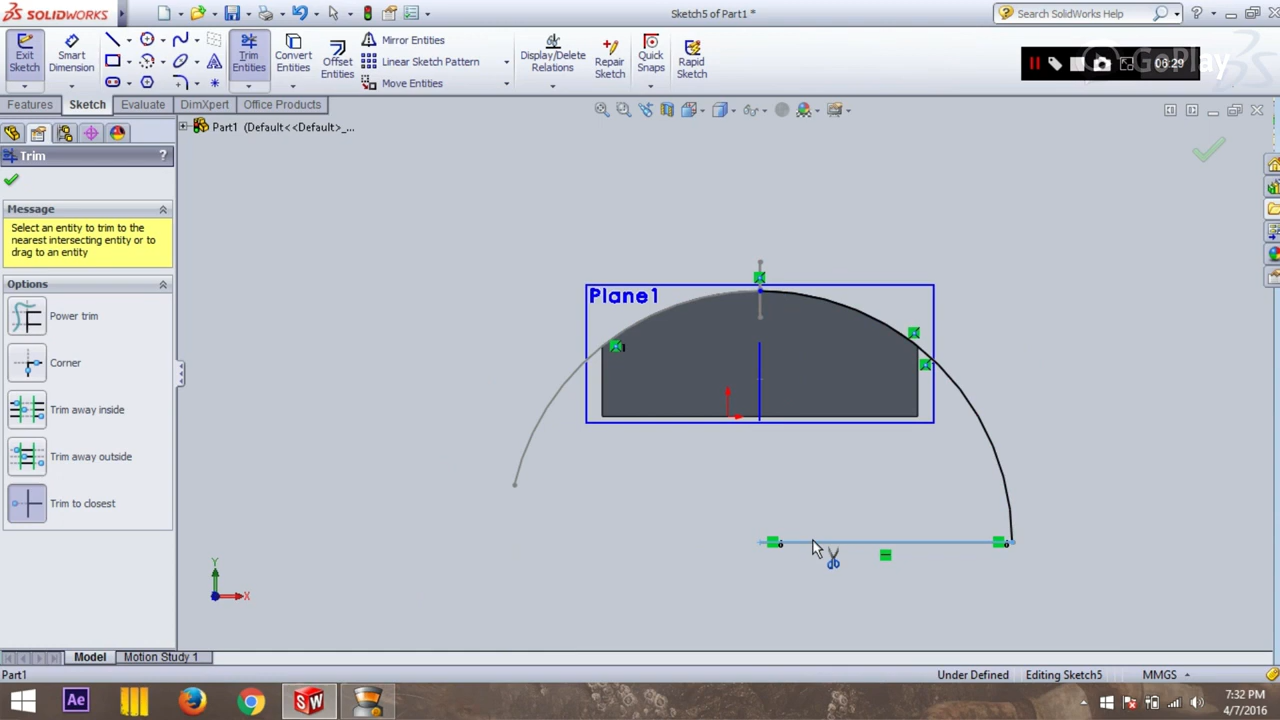 SOLIDWORKS
Sketch5 of Part1 *
Search SolidWorks Help
?
Exit Sketch
Smart Dimension
Trim Entities
Convert Entities
Offset Entities
Mirror Entities
Linear Sketch Pattern
Move Entities
Display/Delete Relations
Repair Sketch
Quick Snaps
Rapid Sketch
06:29
GoPlay
Features
Sketch
Evaluate
DimXpert
Office Products
Part1 (Default<<Default>_...
Trim
?
Message
Select an entity to trim to the
nearest intersecting entity or to
drag to an entity
Options
Power trim
Corner
Trim away inside
Trim away outside
Trim to closest
Plane1
Y
X
Model
Motion Study 1
Part1
Under Defined
Editing Sketch5
MMGS
Ae
SW
7:32 PM
4/7/2016